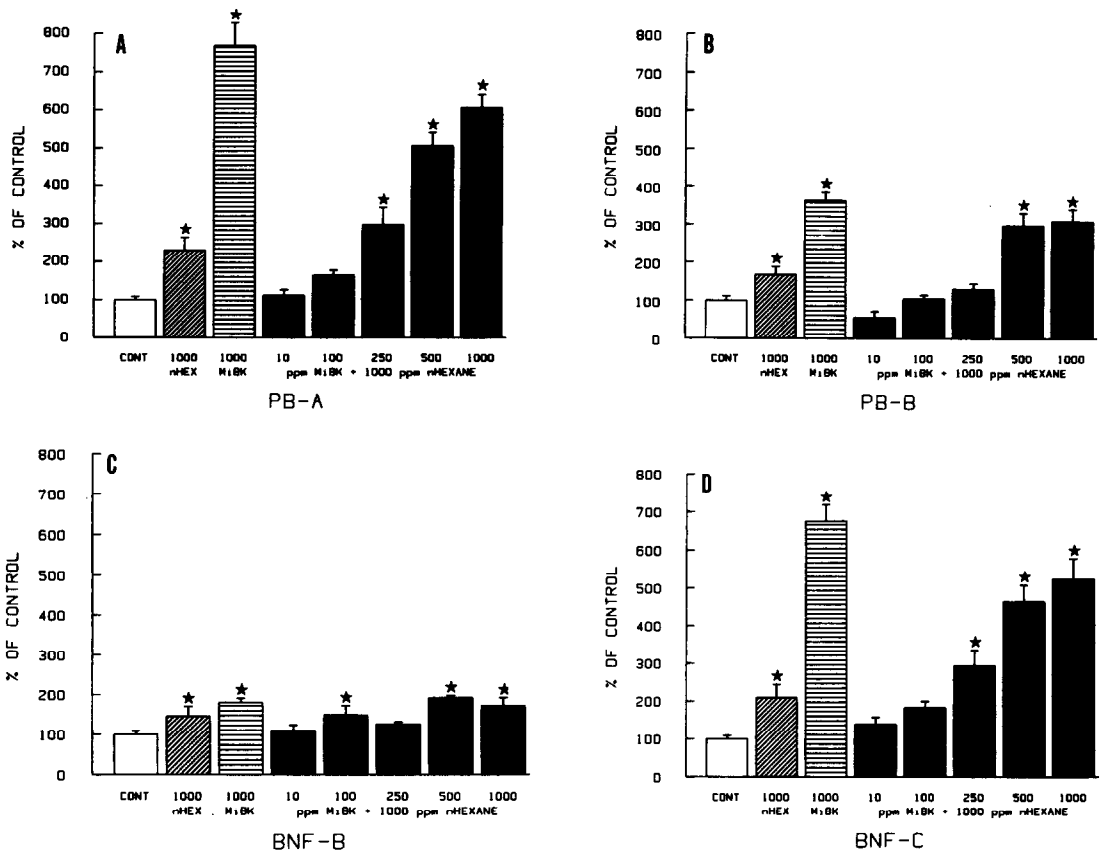 A
% OF CONTROL
800
700
600
500
400
300
200
100
0
★ ★ ★ ★ ★
CONT 1000 1000 10 100 250 500 1000
nHEX MiBK ppm MiBK + 1000 ppm nHEXANE
PB-A
B
% OF CONTROL
800
700
600
500
400
300
200
100
0
★ ★ ★ ★
CONT 1000 1000 10 100 250 500 1000
nHEX MiBK ppm MiBK + 1000 ppm nHEXANE
PB-B
C
% OF CONTROL
800
700
600
500
400
300
200
100
0
★ ★ ★ ★ ★
CONT 1000 1000 10 100 250 500 1000
nHEX MiBK ppm MiBK + 1000 ppm nHEXANE
BNF-B
D
% OF CONTROL
800
700
600
500
400
300
200
100
0
★ ★ ★ ★ ★
CONT 1000 1000 10 100 250 500 1000
nHEX MiBK ppm MiBK + 1000 ppm nHEXANE
BNF-C